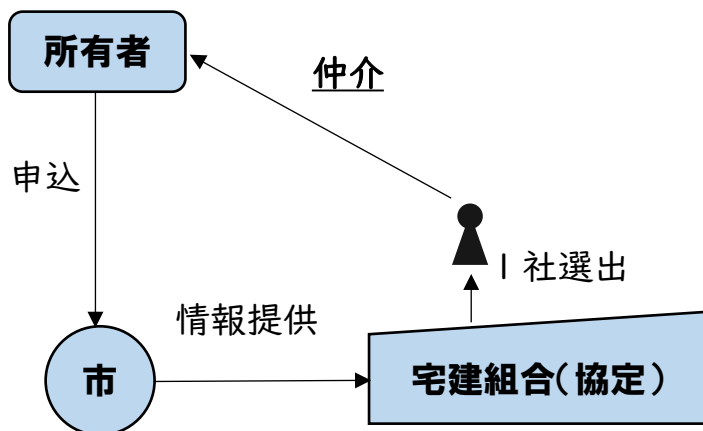 所有者
仲介
申込
1社選出
情報提供
市
宅建組合(協定)